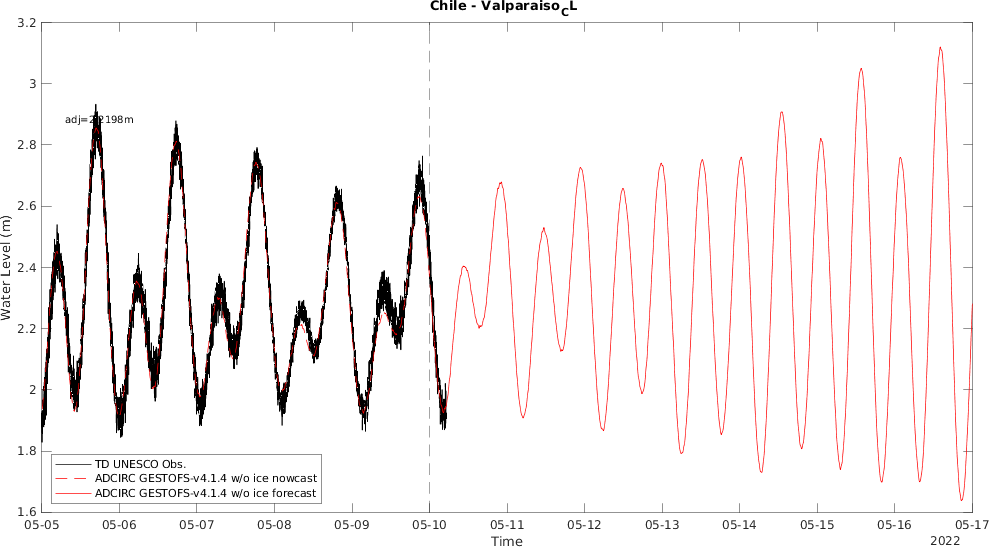 Chile - Valparaiso_CL
3.2
3
2.8
2.6
2.4
2.2
2
1.8
1.6
Water Level (m)
adj=2.2198m
TD UNESCO Obs.
ADCIRC GESTOFS-v4.1.4 w/o ice nowcast
ADCIRC GESTOFS-v4.1.4 w/o ice forecast
05-05 05-06 05-07 05-08 05-09 05-10 05-11 05-12 05-13 05-14 05-15 05-16 05-17
Time
2022